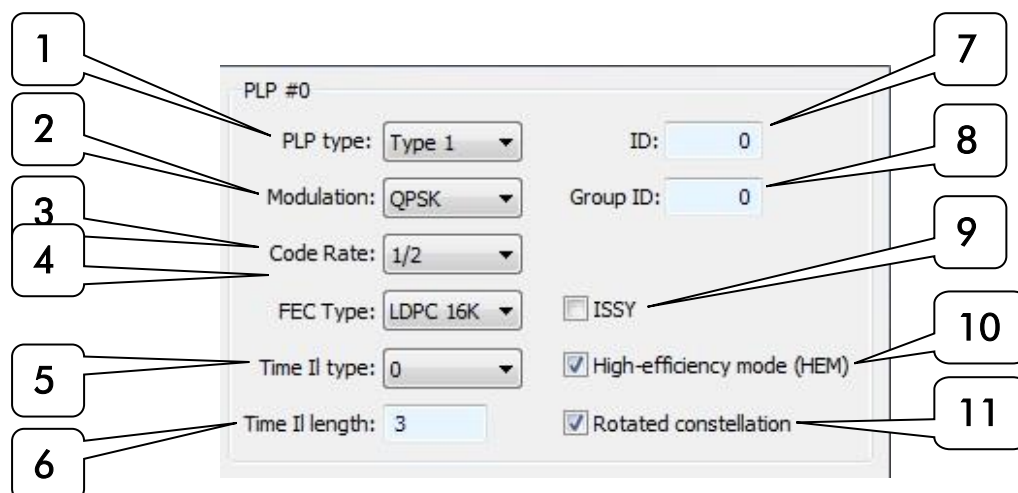 1
2
3
4
5
6
PLP #0
PLP type: Type 1
Modulation: QPSK
Code Rate: 1/2
FEC Type: LDPC 16K
Time Il type: 0
Time Il length: 3
ID: 0
Group ID: 0
ISSY
High-efficiency mode (HEM)
Rotated constellation
7
8
9
10
11